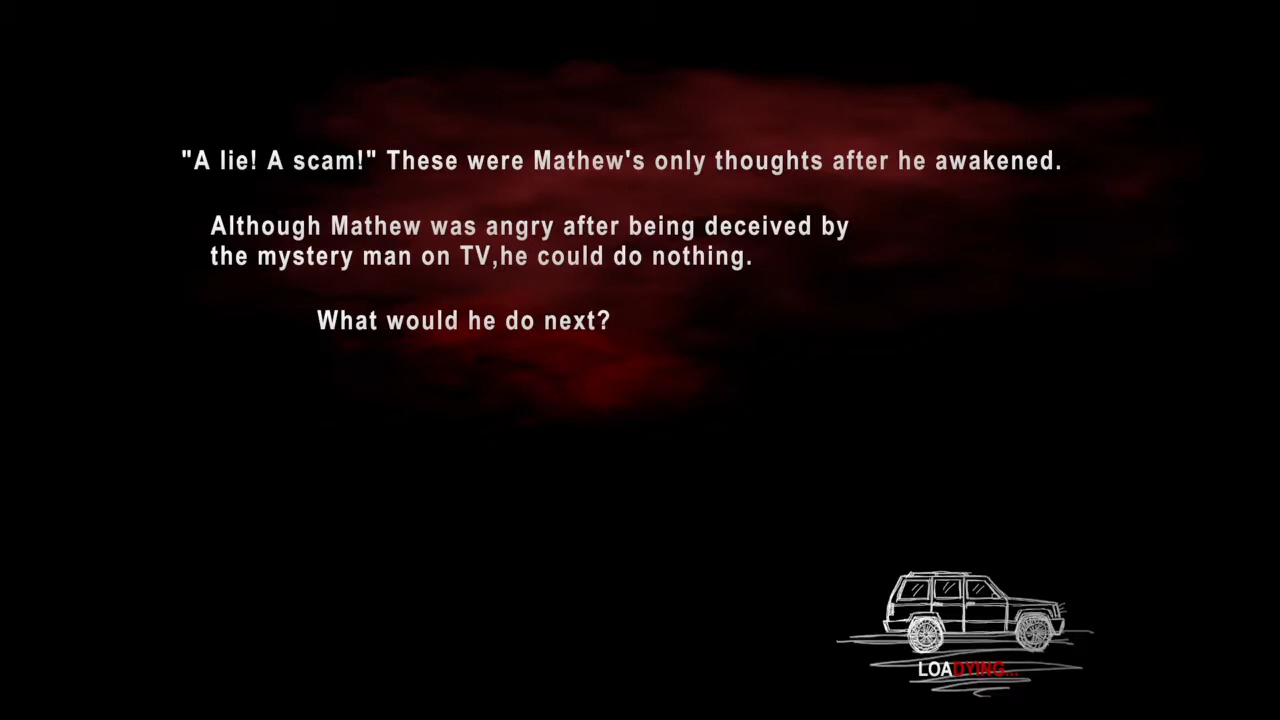 "A lie! A scam!" These were Mathew's only thoughts after he awakened.
Although Mathew was angry after being deceived by
the mystery man on TV,he could do nothing.
What would he do next?
LOADYING...